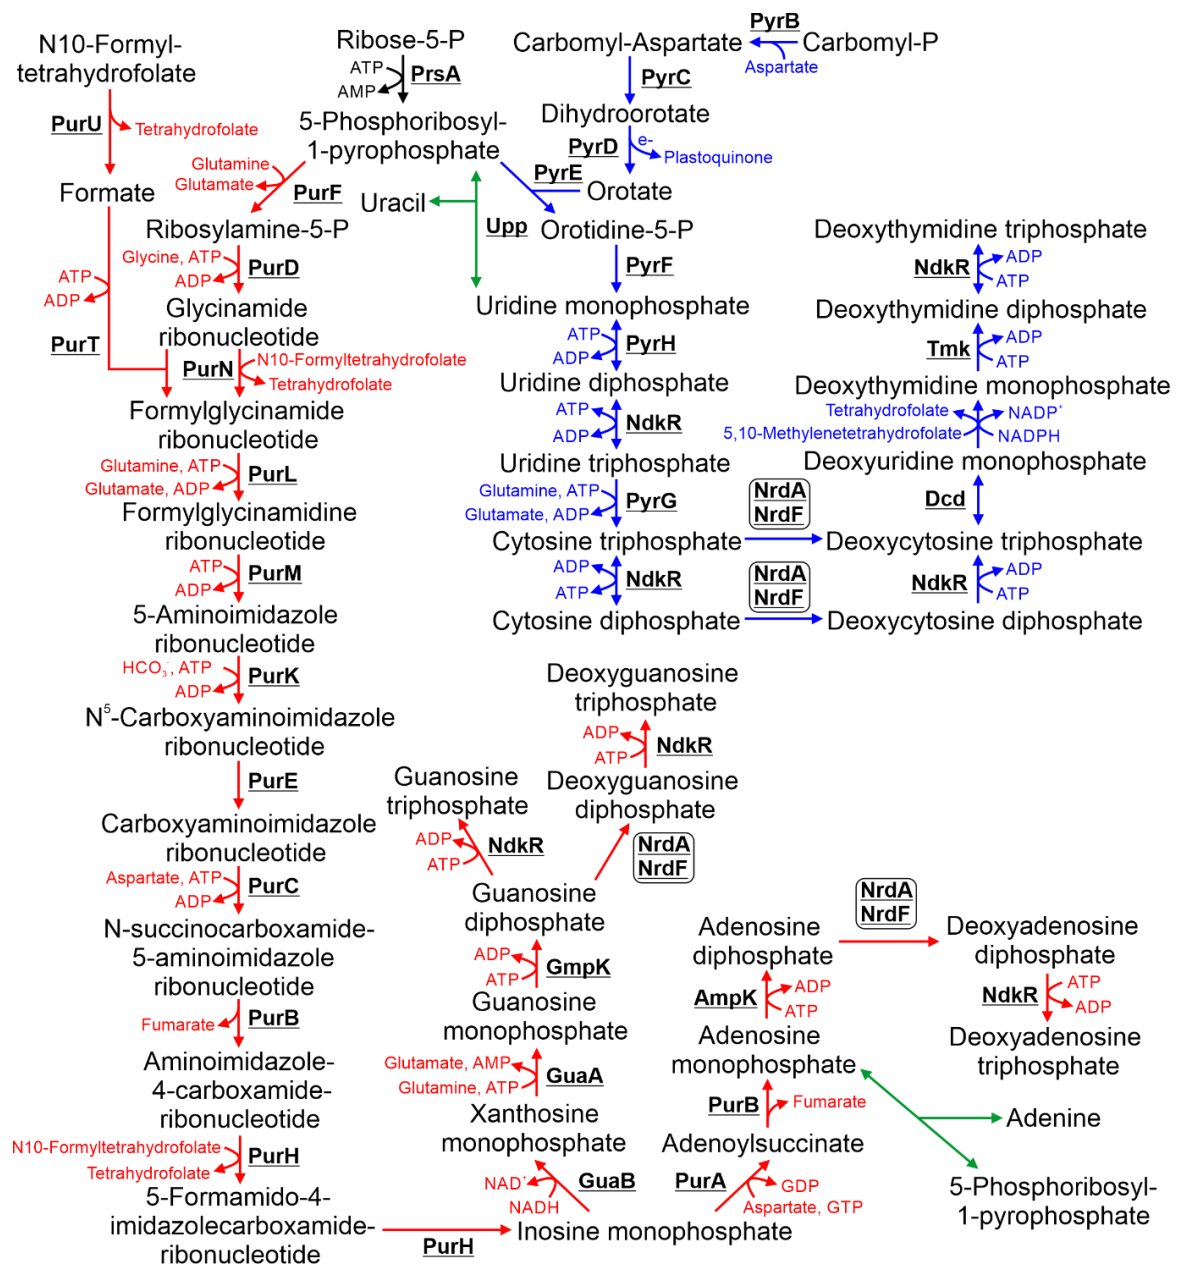 N10-Formyl-
tetrahydrofolate
PurU
Tetrahydrofolate
Formate
ATP
ADP
PurT
Ribose-5-P
ATP
AMP
PrsA
5-Phosphoribosyl-
1-pyrophosphate
Glutamine
Glutamate
PurF
Ribosylamine-5-P
Glycine, ATP
ADP
PurD
Glycinamide
ribonucleotide
PurN
N10-Formyltetrahydrofolate
Tetrahydrofolate
Formylglycinamide
ribonucleotide
Glutamine, ATP
Glutamate, ADP
PurL
Formylglycinamidine
ribonucleotide
ATP
ADP
PurM
5-Aminoimidazole
ribonucleotide
HCO₃⁻, ATP
ADP
PurK
N⁵-Carboxyaminoimidazole
ribonucleotide
PurE
Carboxyaminoimidazole
ribonucleotide
Aspartate, ATP
ADP
PurC
N-succinocarboxamide-
5-aminoimidazole
ribonucleotide
Fumarate
PurB
Aminoimidazole-
4-carboxamide-
ribonucleotide
N10-Formyltetrahydrofolate
Tetrahydrofolate
PurH
5-Formamido-4-
imidazolecarboxamide-
ribonucleotide
PurH
Inosine monophosphate
Uracil
Upp
Carbomyl-Aspartate
PyrB
Carbomyl-P
Aspartate
PyrC
Dihydroorotate
PyrD
e-
Plastoquinone
PyrE
Orotate
Orotidine-5-P
PyrF
Uridine monophosphate
ATP
ADP
PyrH
Uridine diphosphate
ATP
ADP
NdkR
Uridine triphosphate
Glutamine, ATP
Glutamate, ADP
PyrG
Cytosine triphosphate
ADP
ATP
NdkR
Cytosine diphosphate
NrdA
NrdF
NrdA
NrdF
Deoxythymidine triphosphate
NdkR
ADP
ATP
Deoxythymidine diphosphate
Tmk
ADP
ATP
Deoxythymidine monophosphate
Tetrahydrofolate
NADP⁺
5,10-Methylenetetrahydrofolate
NADPH
Deoxyuridine monophosphate
Dcd
Deoxycytosine triphosphate
NdkR
ADP
ATP
Deoxycytosine diphosphate
Deoxyguanosine
triphosphate
ADP
ATP
NdkR
Deoxyguanosine
diphosphate
NrdA
NrdF
Guanosine
triphosphate
ADP
ATP
NdkR
Guanosine
diphosphate
ADP
ATP
GmpK
Guanosine
monophosphate
Glutamate, AMP
Glutamine, ATP
GuaA
Xanthosine
monophosphate
NAD⁺
NADH
GuaB
Adenosine
diphosphate
NrdA
NrdF
Deoxyadenosine
diphosphate
NdkR
ATP
ADP
Deoxyadenosine
triphosphate
AmpK
ADP
ATP
Adenosine
monophosphate
PurB
Fumarate
Adenoylsuccinate
PurA
GDP
Aspartate, GTP
Adenine
5-Phosphoribosyl-
1-pyrophosphate